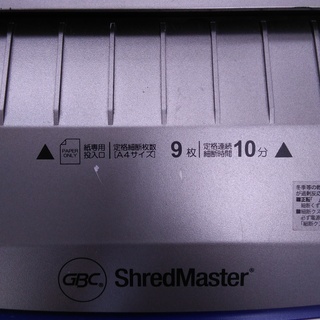 PAPER ONLY
紙専用投入口
定格細断枚数[A4サイズ] 9枚
定格連続細断時間 10分
GBC ShredMaster